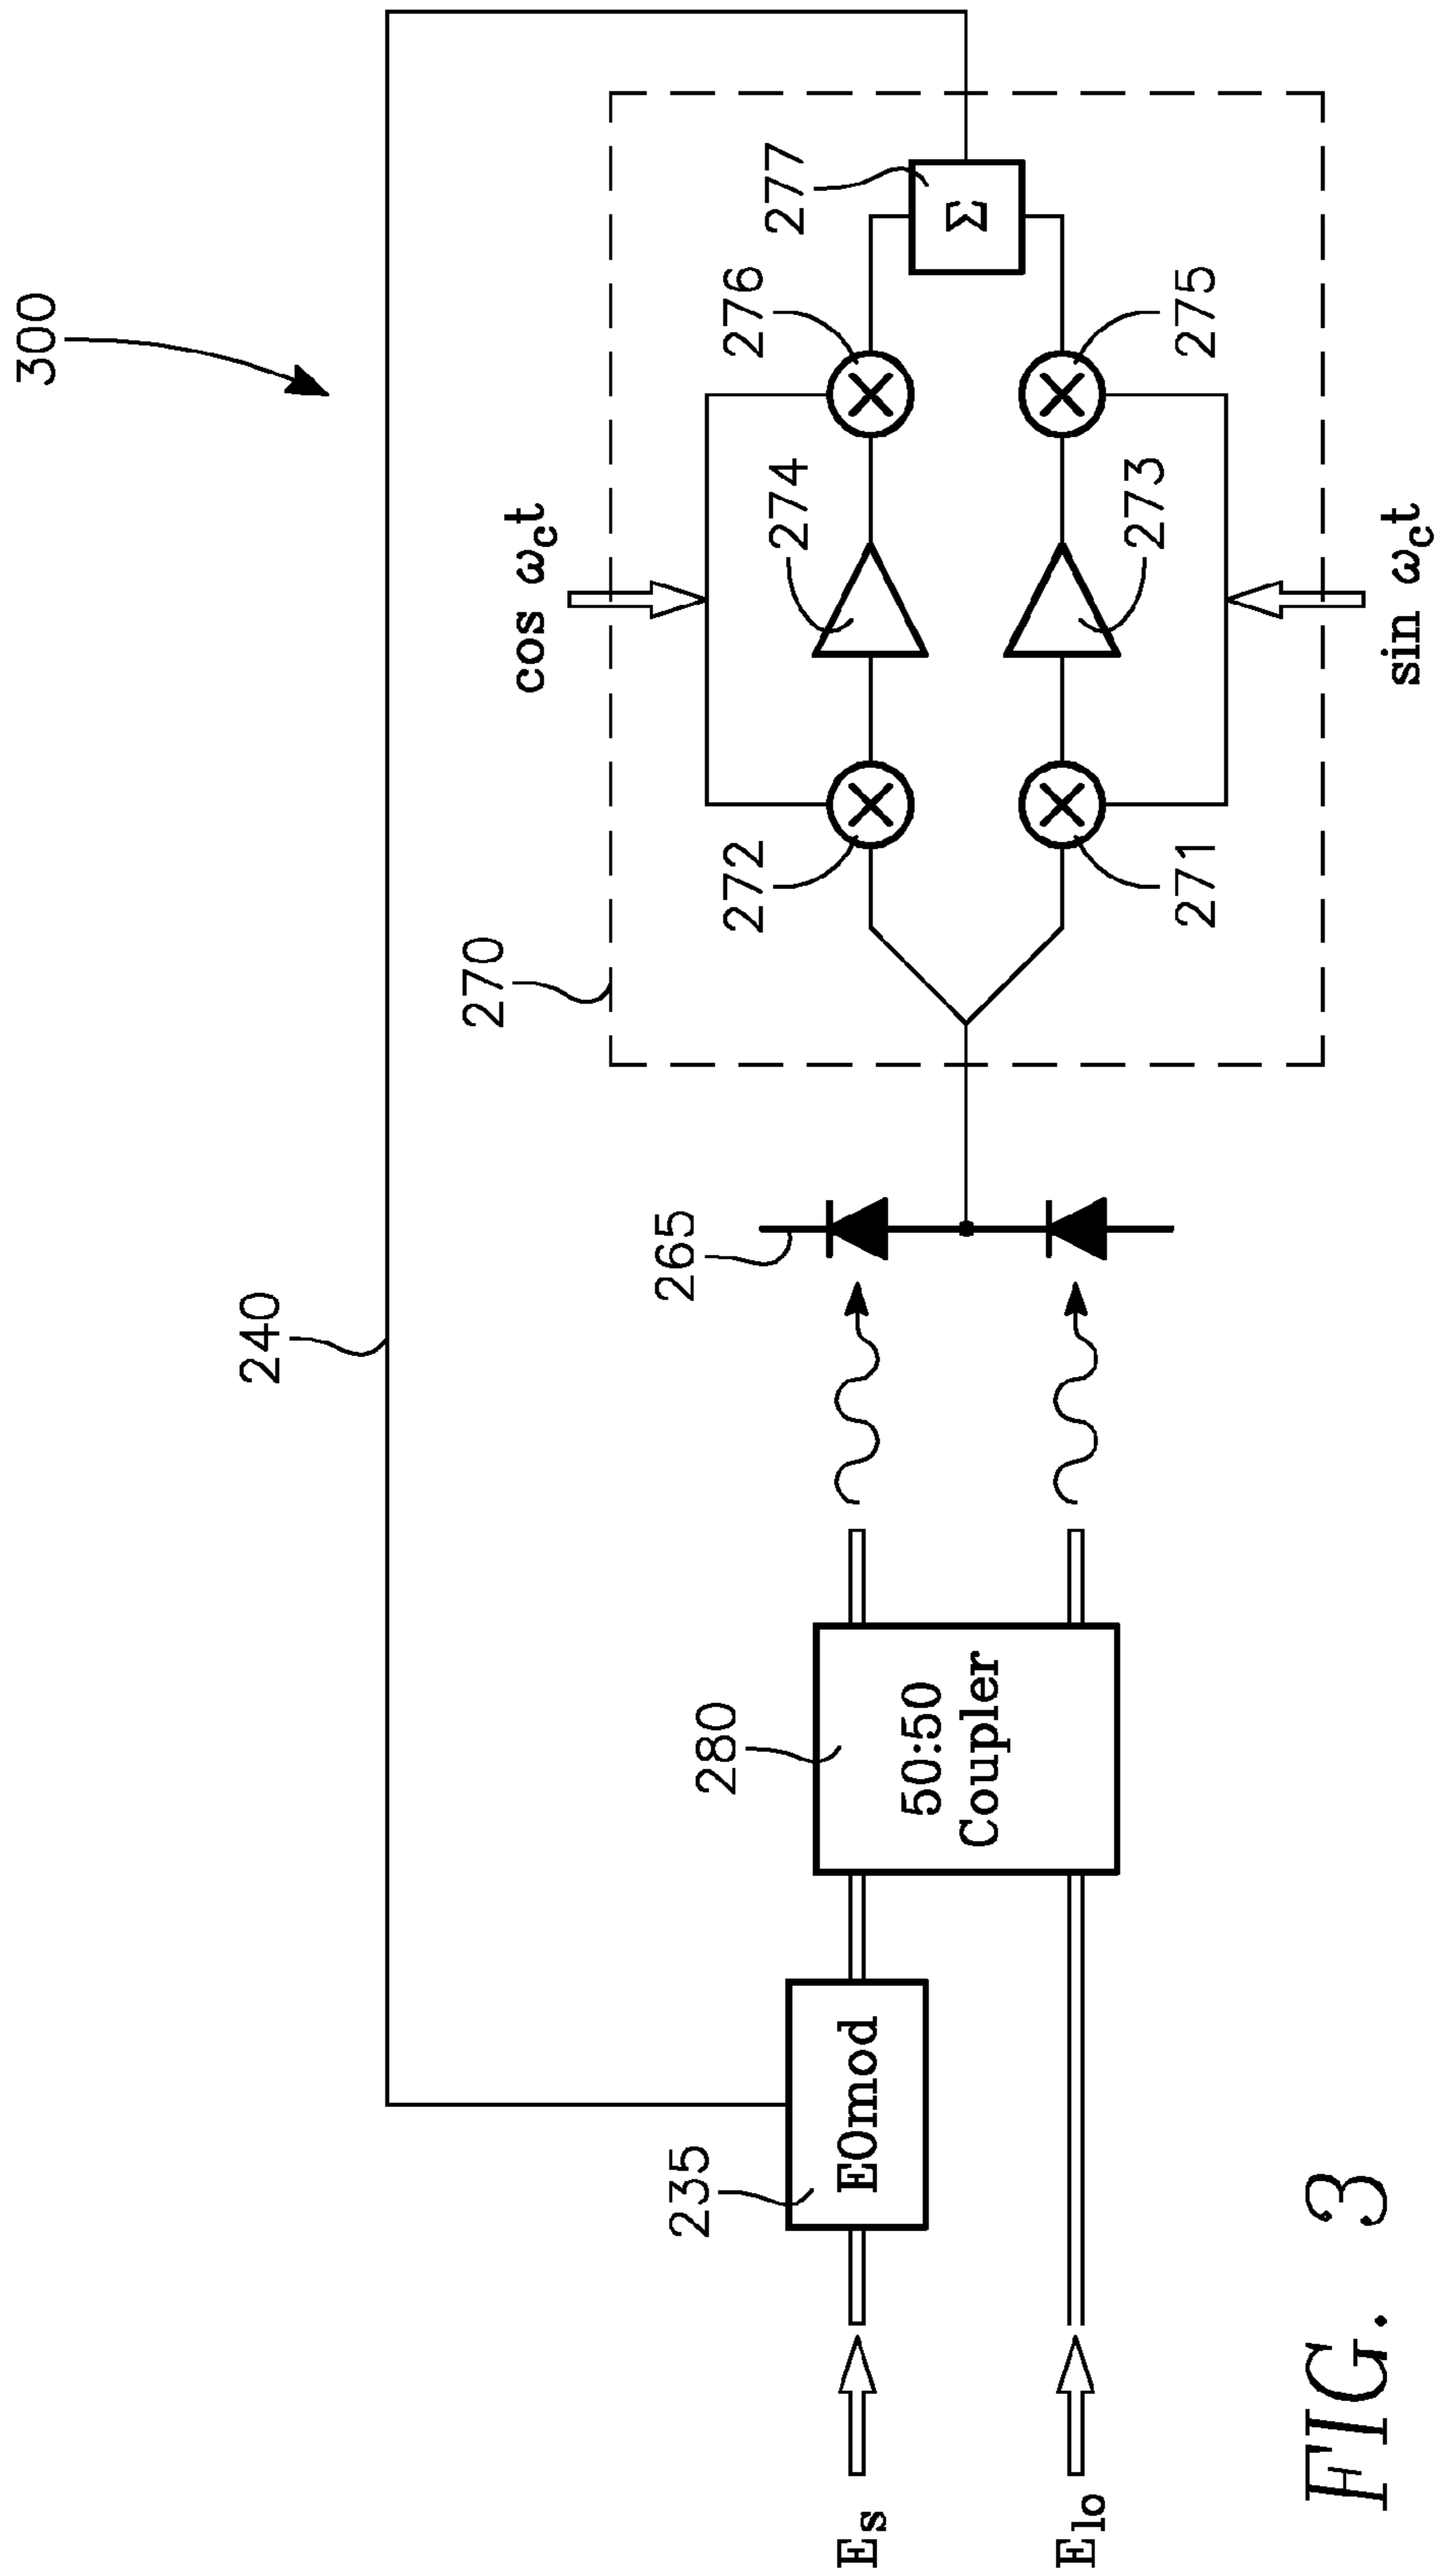 300
240
cos ωct
270
272
274
276
277
Σ
271
273
275
sin ωct
265
280
50:50
Coupler
235
EOmod
Es
Elo
FIG. 3